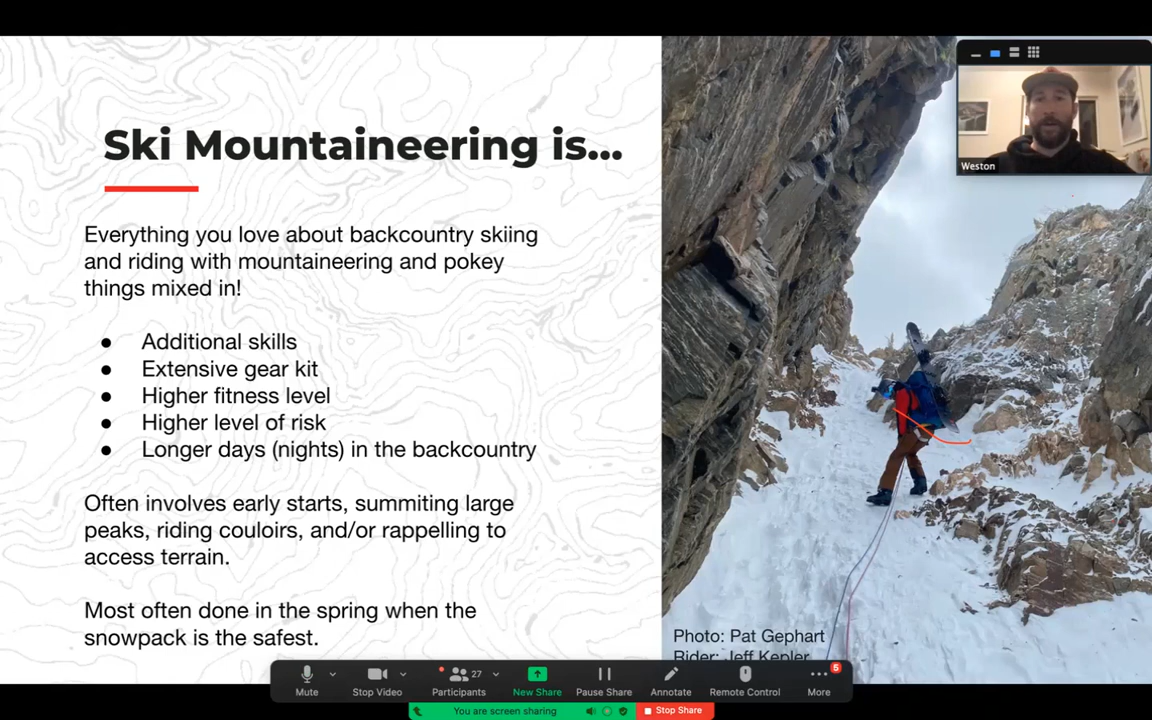 Ski Mountaineering is...
Everything you love about backcountry skiing
and riding with mountaineering and pokey
things mixed in!
● Additional skills
● Extensive gear kit
● Higher fitness level
● Higher level of risk
● Longer days (nights) in the backcountry
Often involves early starts, summiting large
peaks, riding couloirs, and/or rappelling to
access terrain.
Most often done in the spring when the
snowpack is the safest.
Weston
Photo: Pat Gephart
Rider: Jeff Kepler
Mute
Stop Video
27
Participants
New Share
Pause Share
Annotate
Remote Control
5
More
You are screen sharing
Stop Share